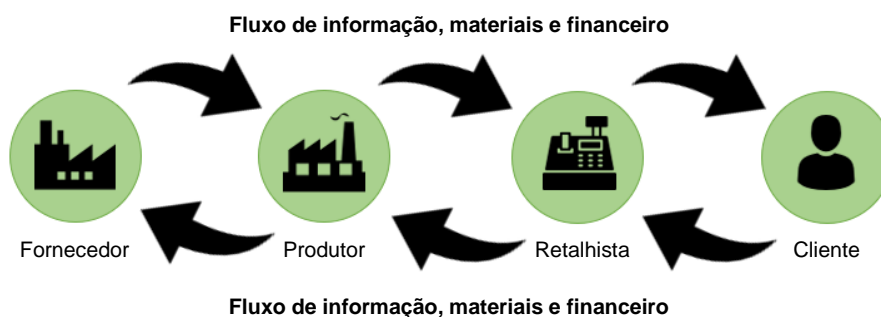 Fluxo de informação, materiais e financeiro
Fornecedor
Produtor
Retalhista
Cliente
Fluxo de informação, materiais e financeiro